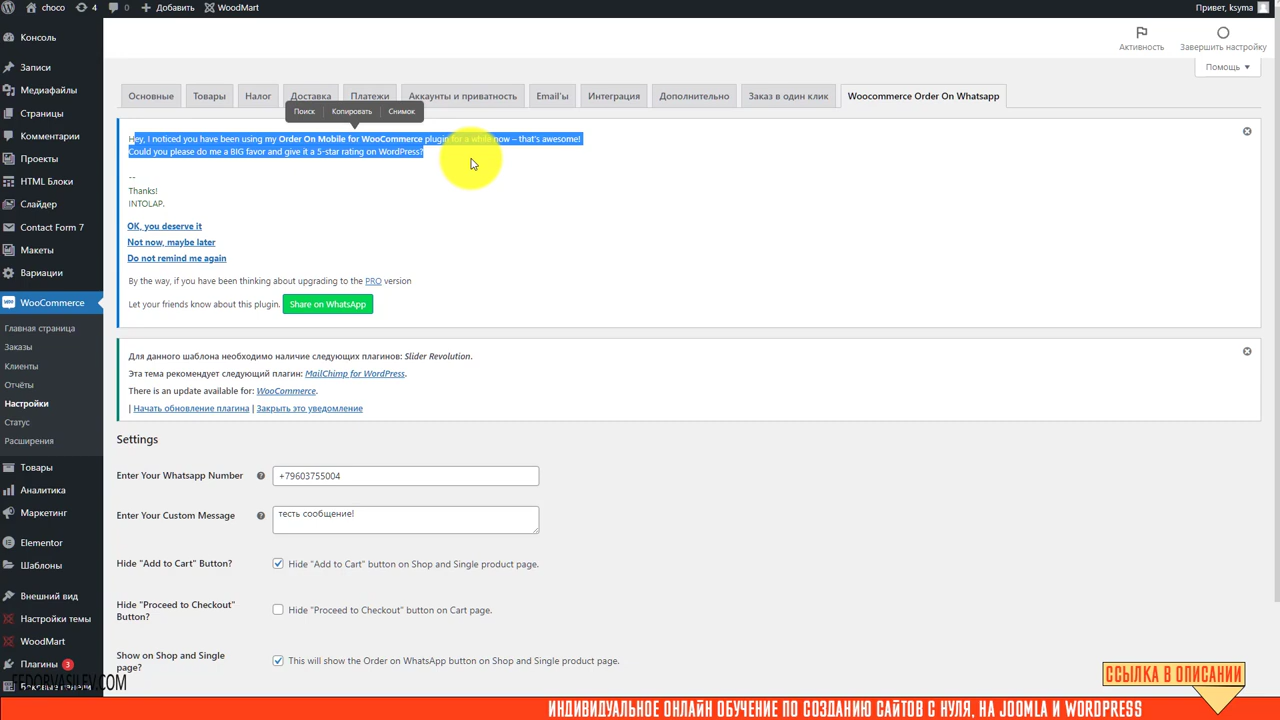 choco 4 0 Добавить WoodMart Привет, ksyma
Активность Завершить настройку
Помощь
Консоль
Записи
Медиафайлы
Страницы
Комментарии
Проекты
HTML Блоки
Слайдер
Contact Form 7
Макеты
Вариации
WooCommerce
Главная страница
Заказы
Клиенты
Отчёты
Настройки
Статус
Расширения
Товары
Аналитика
Маркетинг
Elementor
Шаблоны
Внешний вид
Настройки темы
WoodMart
Плагины 3
Боковые панели
FEDORVASILEV.COM
Основные Товары Налог Доставка Платежи Аккаунты и приватность Email'ы Интеграция Дополнительно Заказ в один клик Woocommerce Order On Whatsapp
Поиск Копировать Снимок
Hey, I noticed you have been using my Order On Mobile for WooCommerce plugin for a while now – that's awesome!
Could you please do me a BIG favor and give it a 5-star rating on WordPress?
--
Thanks!
INTOLAP.
OK, you deserve it
Not now, maybe later
Do not remind me again
By the way, if you have been thinking about upgrading to the PRO version
Let your friends know about this plugin. Share on WhatsApp
Для данного шаблона необходимо наличие следующих плагинов: Slider Revolution.
Эта тема рекомендует следующий плагин: MailChimp for WordPress.
There is an update available for: WooCommerce.
| Начать обновление плагина | Закрыть это уведомление
Settings
Enter Your Whatsapp Number +79603755004
Enter Your Custom Message тесть сообщение!
Hide "Add to Cart" Button? Hide "Add to Cart" button on Shop and Single product page.
Hide "Proceed to Checkout" Button? Hide "Proceed to Checkout" button on Cart page.
Show on Shop and Single page? This will show the Order on WhatsApp button on Shop and Single product page.
ССЫЛКА В ОПИСАНИИ
ИНДИВИДУАЛЬНОЕ ОНЛАЙН ОБУЧЕНИЕ ПО СОЗДАНИЮ САЙТОВ С НУЛЯ, НА JOOMLA И WORDPRESS